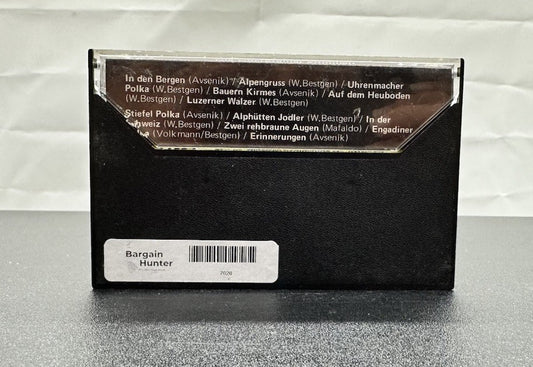 In den Bergen (Avsenik) / Alpengruss (W,Bestgen) / Uhrenmacher
Polka (W,Bestgen) / Bauern Kirmes (Avsenik) / Auf dem Heuboden
(W,Bestgen) / Luzerner Walzer (W,Bestgen)
Stiefel Polka (Avsenik) / Alphütten Jodler (W,Bestgen) / In der
Schweiz (W,Bestgen) / Zwei rehbraune Augen (Mafaldo) / Engadiner
(Volkmann/Bestgen) / Erinnerungen (Avsenik)
Bargain
Hunter
2020